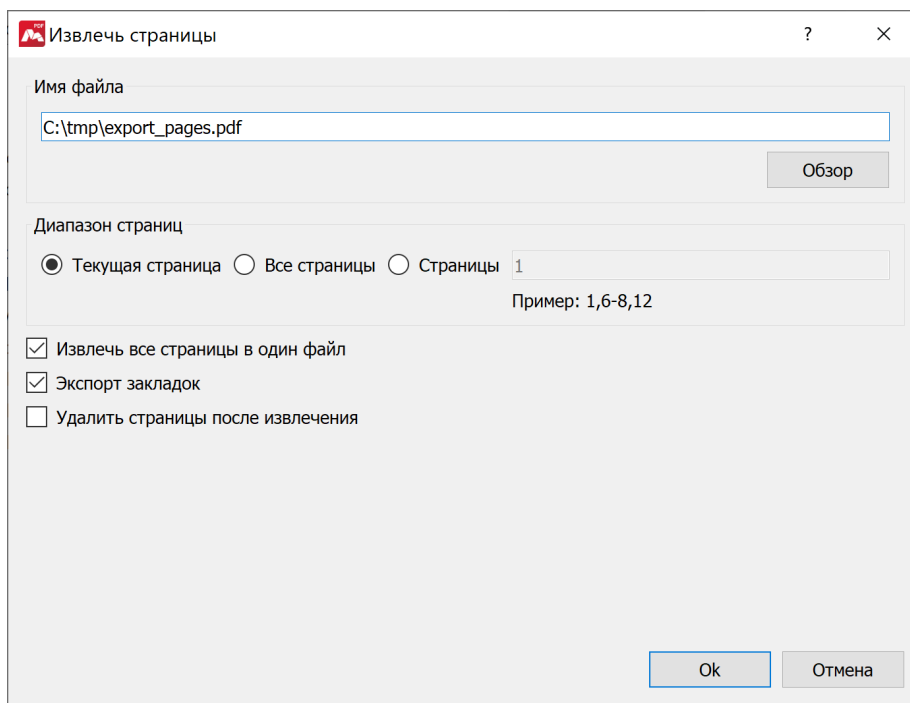 PDF
Извлечь страницы
?
Имя файла
C:\tmp\export_pages.pdf
Обзор
Диапазон страниц
Текущая страница Все страницы Страницы 1
Пример: 1,6-8,12
Извлечь все страницы в один файл
Экспорт закладок
Удалить страницы после извлечения
Ok Отмена